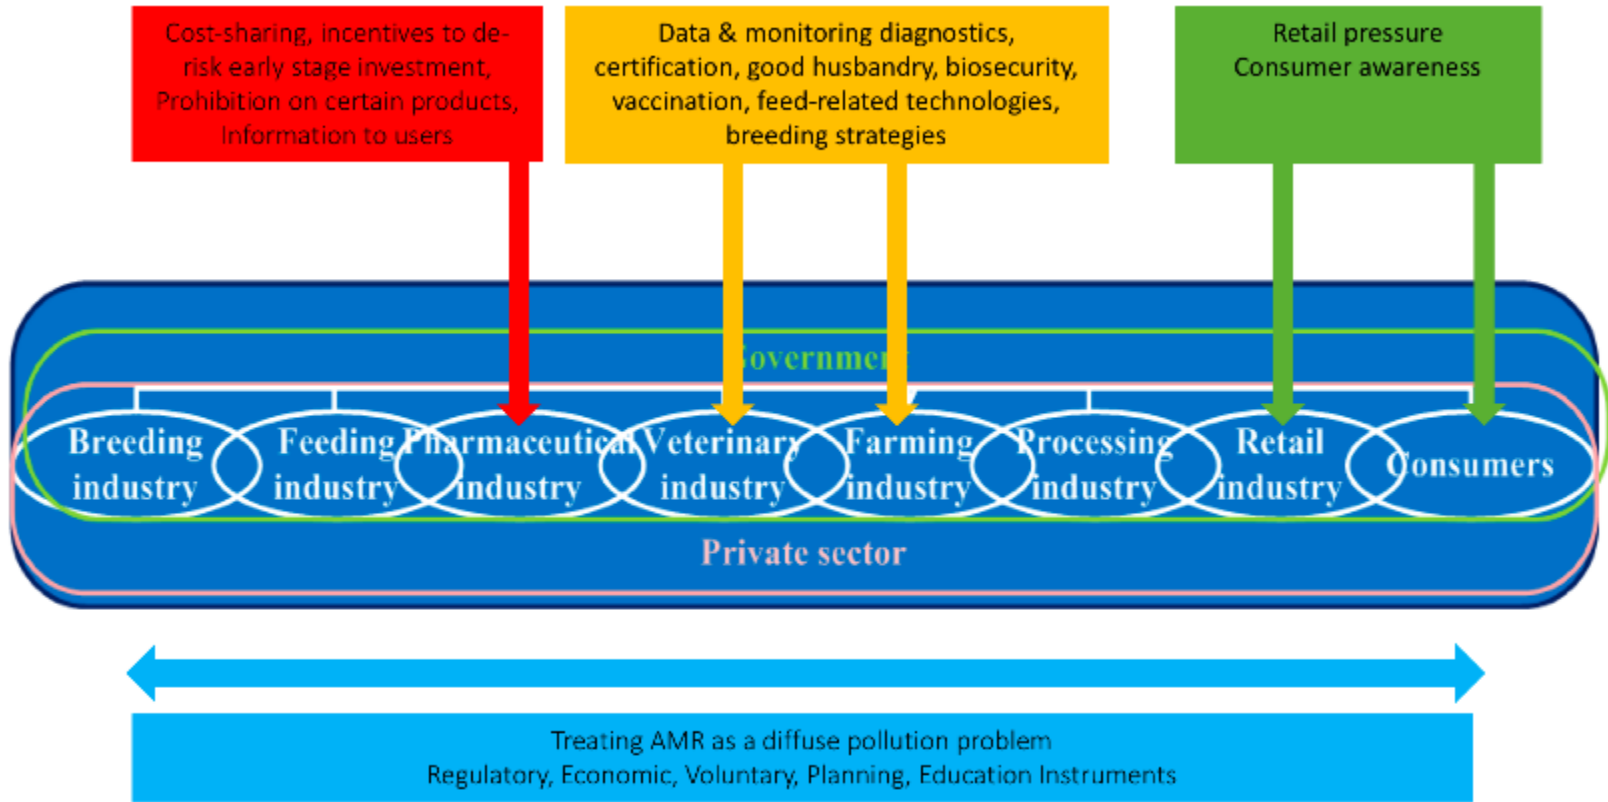 Cost-sharing, incentives to de-
risk early stage investment,
Prohibition on certain products,
Information to users
Data & monitoring diagnostics,
certification, good husbandry, biosecurity,
vaccination, feed-related technologies,
breeding strategies
Retail pressure
Consumer awareness
Government
Breeding
industry
Feeding
industry
Pharmaceutical
industry
Veterinary
industry
Farming
industry
Processing
industry
Retail
industry
Consumers
Private sector
Treating AMR as a diffuse pollution problem
Regulatory, Economic, Voluntary, Planning, Education Instruments